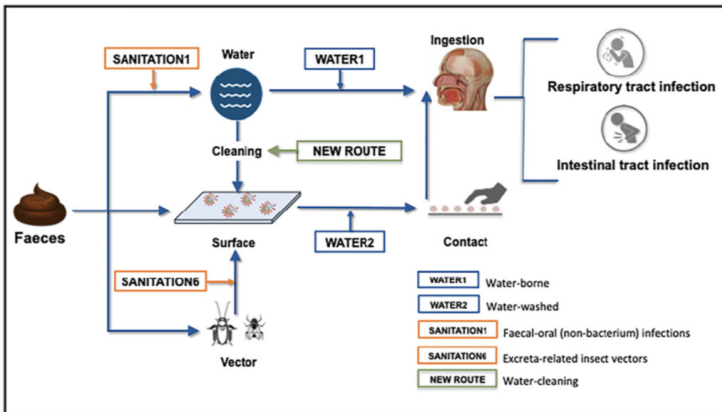 SANITATION1
Water
WATER1
Ingestion
Respiratory tract infection
Cleaning
NEW ROUTE
Intestinal tract infection
Faeces
Surface
WATER2
Contact
SANITATION6
Vector
WATER1 Water-borne
WATER2 Water-washed
SANITATION1 Faecal-oral (non-bacterium) infections
SANITATION6 Excreta-related insect vectors
NEW ROUTE Water-cleaning